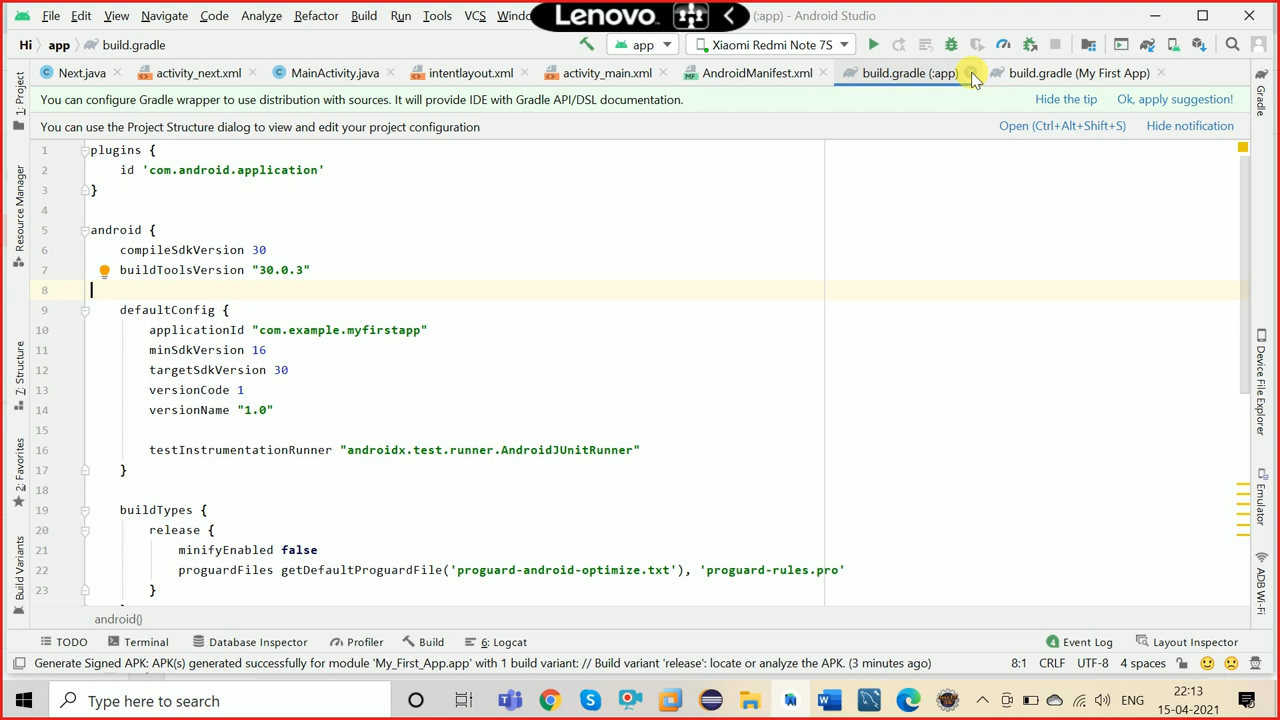 File Edit View Navigate Code Analyze Refactor Build Run Tools VCS Windo (:app) - Android Studio
Lenovo
Hi app build.gradle app Xiaomi Redmi Note 7S
Next.java activity_next.xml MainActivity.java intentlayout.xml activity_main.xml AndroidManifest.xml build.gradle (:app) build.gradle (My First App)
You can configure Gradle wrapper to use distribution with sources. It will provide IDE with Gradle API/DSL documentation. Hide the tip Ok, apply suggestion!
You can use the Project Structure dialog to view and edit your project configuration Open (Ctrl+Alt+Shift+S) Hide notification
1 plugins {
2 id 'com.android.application'
3 }
4
5 android {
6 compileSdkVersion 30
7 buildToolsVersion "30.0.3"
8
9 defaultConfig {
10 applicationId "com.example.myfirstapp"
11 minSdkVersion 16
12 targetSdkVersion 30
13 versionCode 1
14 versionName "1.0"
15
16 testInstrumentationRunner "androidx.test.runner.AndroidJUnitRunner"
17 }
18
19 buildTypes {
20 release {
21 minifyEnabled false
22 proguardFiles getDefaultProguardFile('proguard-android-optimize.txt'), 'proguard-rules.pro'
23 }
android{}
1: Project
Resource Manager
7: Structure
2: Favorites
Build Variants
Gradle
Device File Explorer
Emulator
ADB Wi-Fi
TODO Terminal Database Inspector Profiler Build 6: Logcat 4 Event Log Layout Inspector
Generate Signed APK: APK(s) generated successfully for module 'My_First_App.app' with 1 build variant: // Build variant 'release': locate or analyze the APK. (3 minutes ago) 8:1 CRLF UTF-8 4 spaces
Type here to search ENG 22:13
15-04-2021